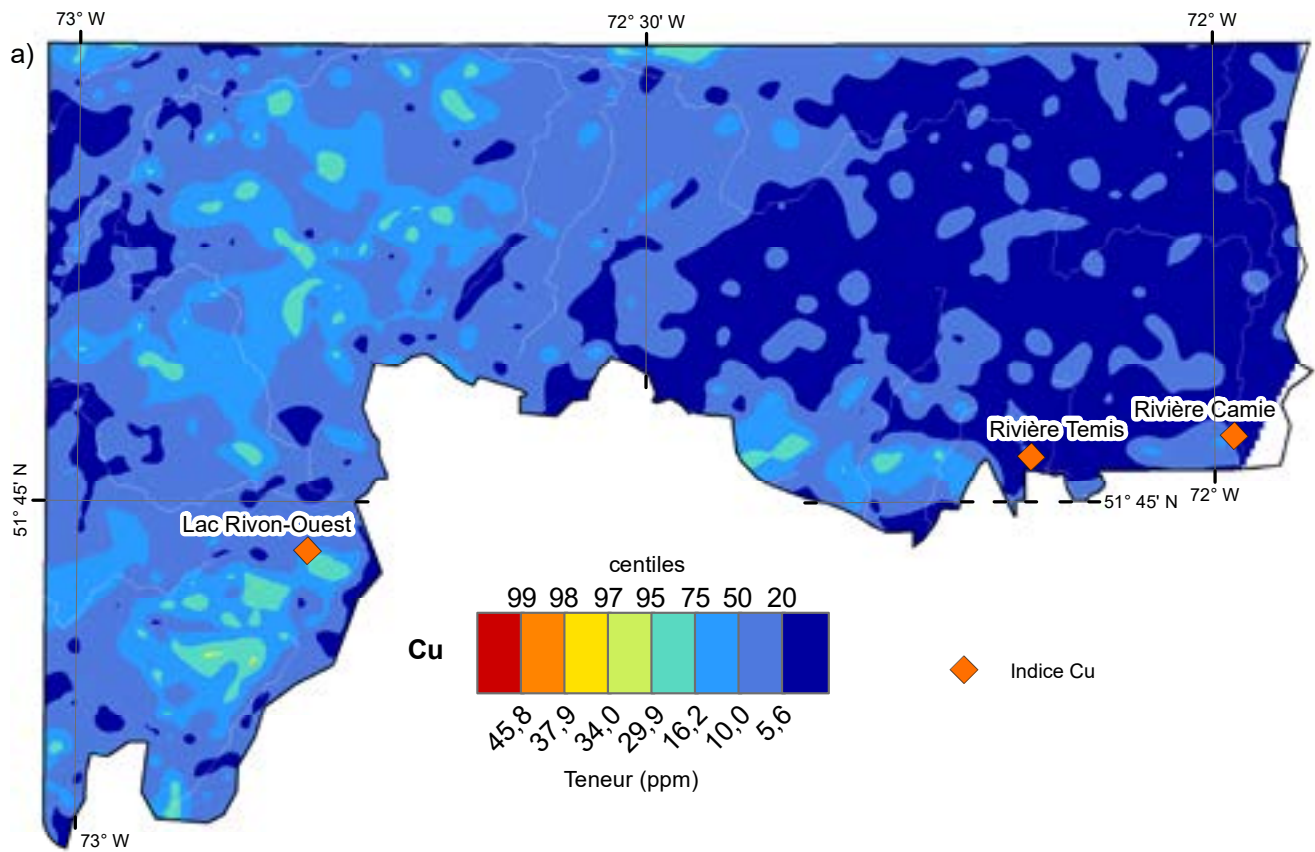 73° W
72° 30' W
72° W
a)
Rivière Camie
Rivière Temis
51° 45' N
72° W
51° 45' N
Lac Rivon-Ouest
centiles
99 98 97 95 75 50 20
Cu
Indice Cu
45,8 37,9 34,0 29,9 16,2 10,0 5,6
Teneur (ppm)
73° W